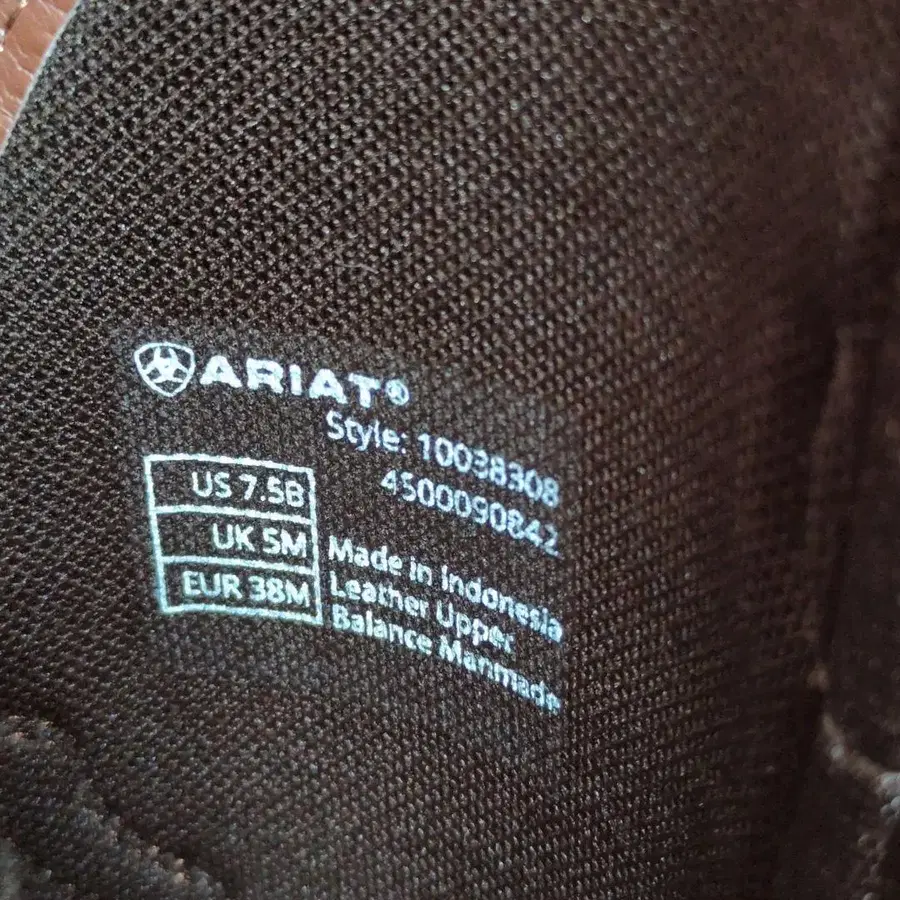 ARIAT®
Style: 10038308
4500090842
US 7.5B
UK 5M
EUR 38M
Made in Indonesia
Leather Upper
Balance Manmade